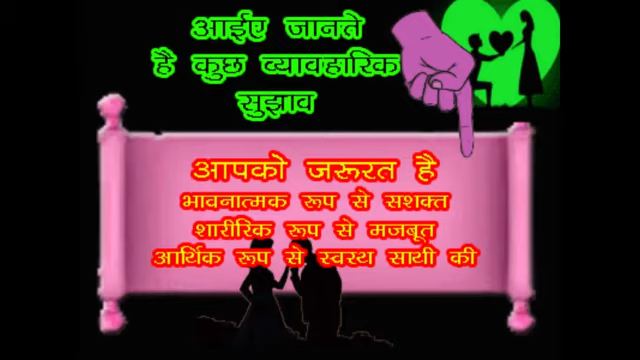 आईए जानते
है कुछ व्यावहारिक
सुझाव
आपको जरूरत है
भावनात्मक रूप से सशक्त
शारीरिक रूप से मजबूत
आर्थिक रूप से स्वस्थ साथी की